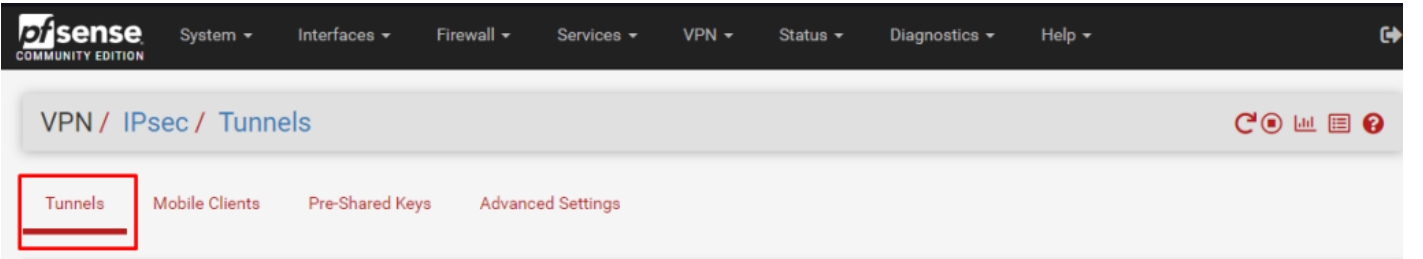 pfsense System Interfaces Firewall Services VPN Status Diagnostics Help
COMMUNITY EDITION
VPN / IPsec / Tunnels
Tunnels Mobile Clients Pre-Shared Keys Advanced Settings